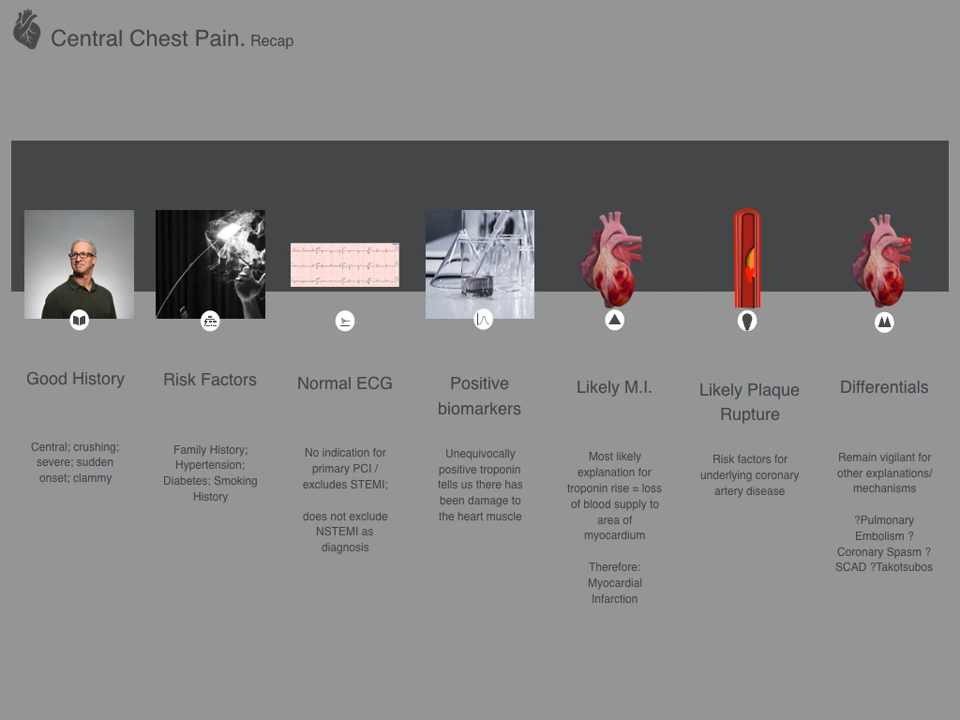 Central Chest Pain. Recap
Good History
Central; crushing;
severe; sudden
onset; clammy
Risk Factors
Family History;
Hypertension;
Diabetes; Smoking
History
Normal ECG
No indication for
primary PCI /
excludes STEMI;
does not exclude
NSTEMI as
diagnosis
Positive
biomarkers
Unequivocally
positive troponin
tells us there has
been damage to
the heart muscle
Likely M.I.
Most likely
explanation for
troponin rise = loss
of blood supply to
area of
myocardium
Therefore:
Myocardial
Infarction
Likely Plaque
Rupture
Risk factors for
underlying coronary
artery disease
Differentials
Remain vigilant for
other explanations/
mechanisms
?Pulmonary
Embolism ?
Coronary Spasm ?
SCAD ?Takotsubos